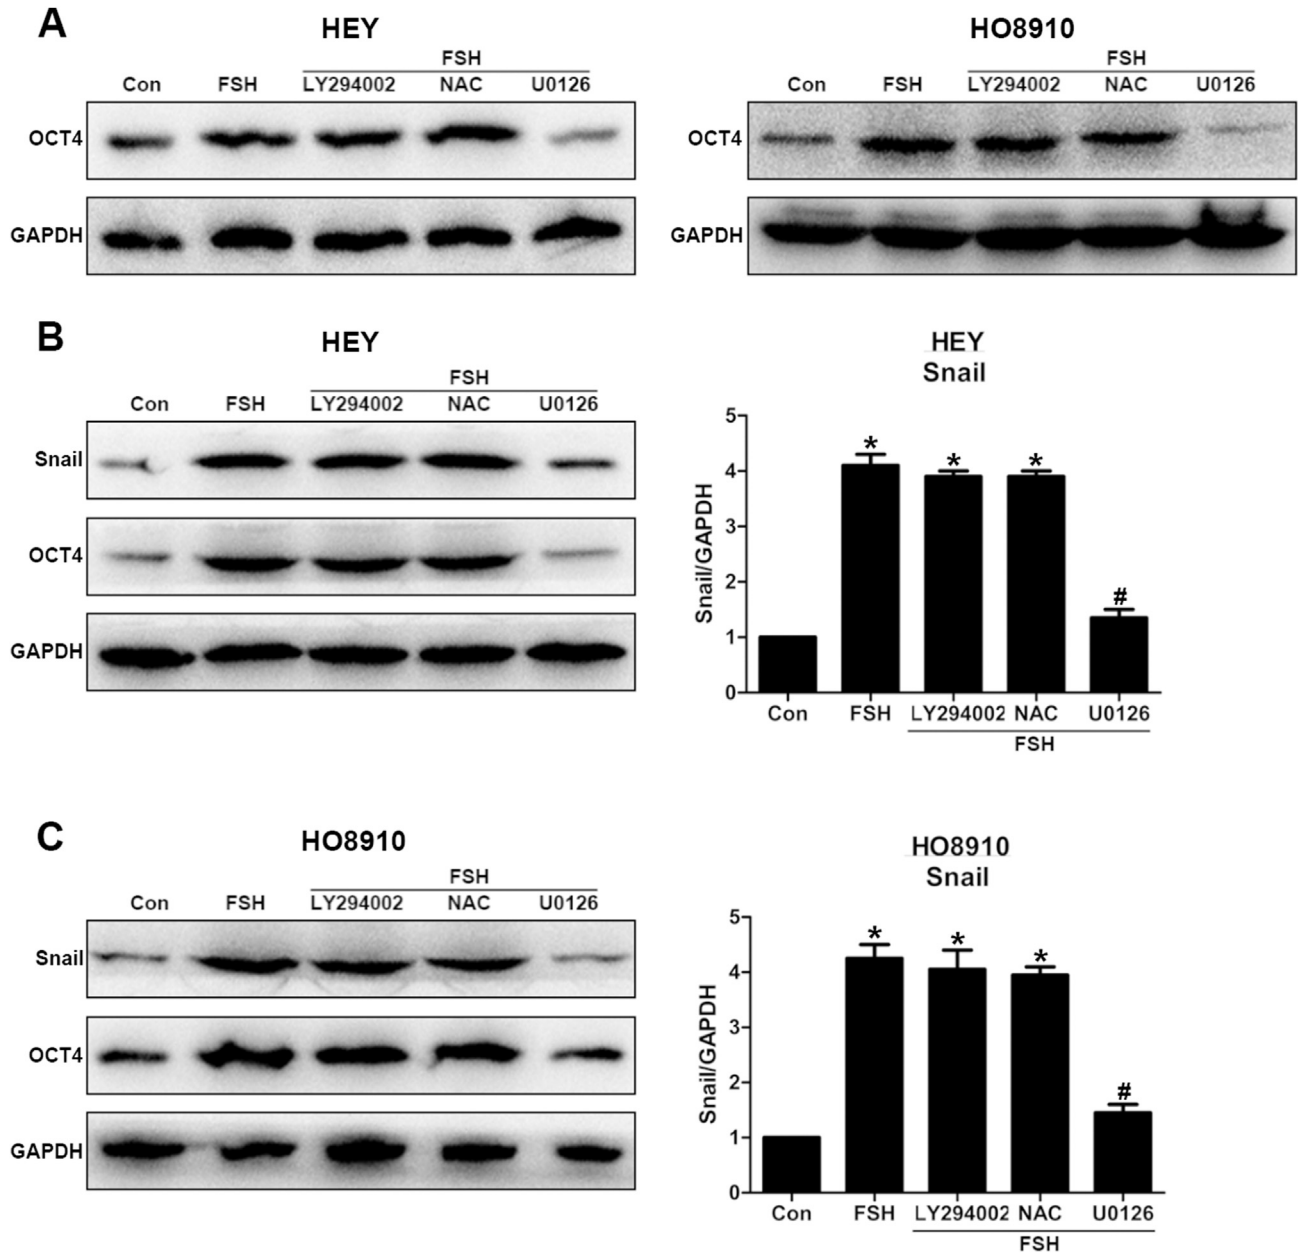 A
HEY
FSH
Con FSH LY294002 NAC U0126
OCT4
GAPDH
HO8910
FSH
Con FSH LY294002 NAC U0126
OCT4
GAPDH
B
HEY
FSH
Con FSH LY294002 NAC U0126
Snail
OCT4
GAPDH
HEY
Snail
Snail/GAPDH
5
4
3
2
1
0
* * * #
Con FSH LY294002 NAC U0126
FSH
C
HO8910
FSH
Con FSH LY294002 NAC U0126
Snail
OCT4
GAPDH
HO8910
Snail
Snail/GAPDH
5
4
3
2
1
0
* * * #
Con FSH LY294002 NAC U0126
FSH